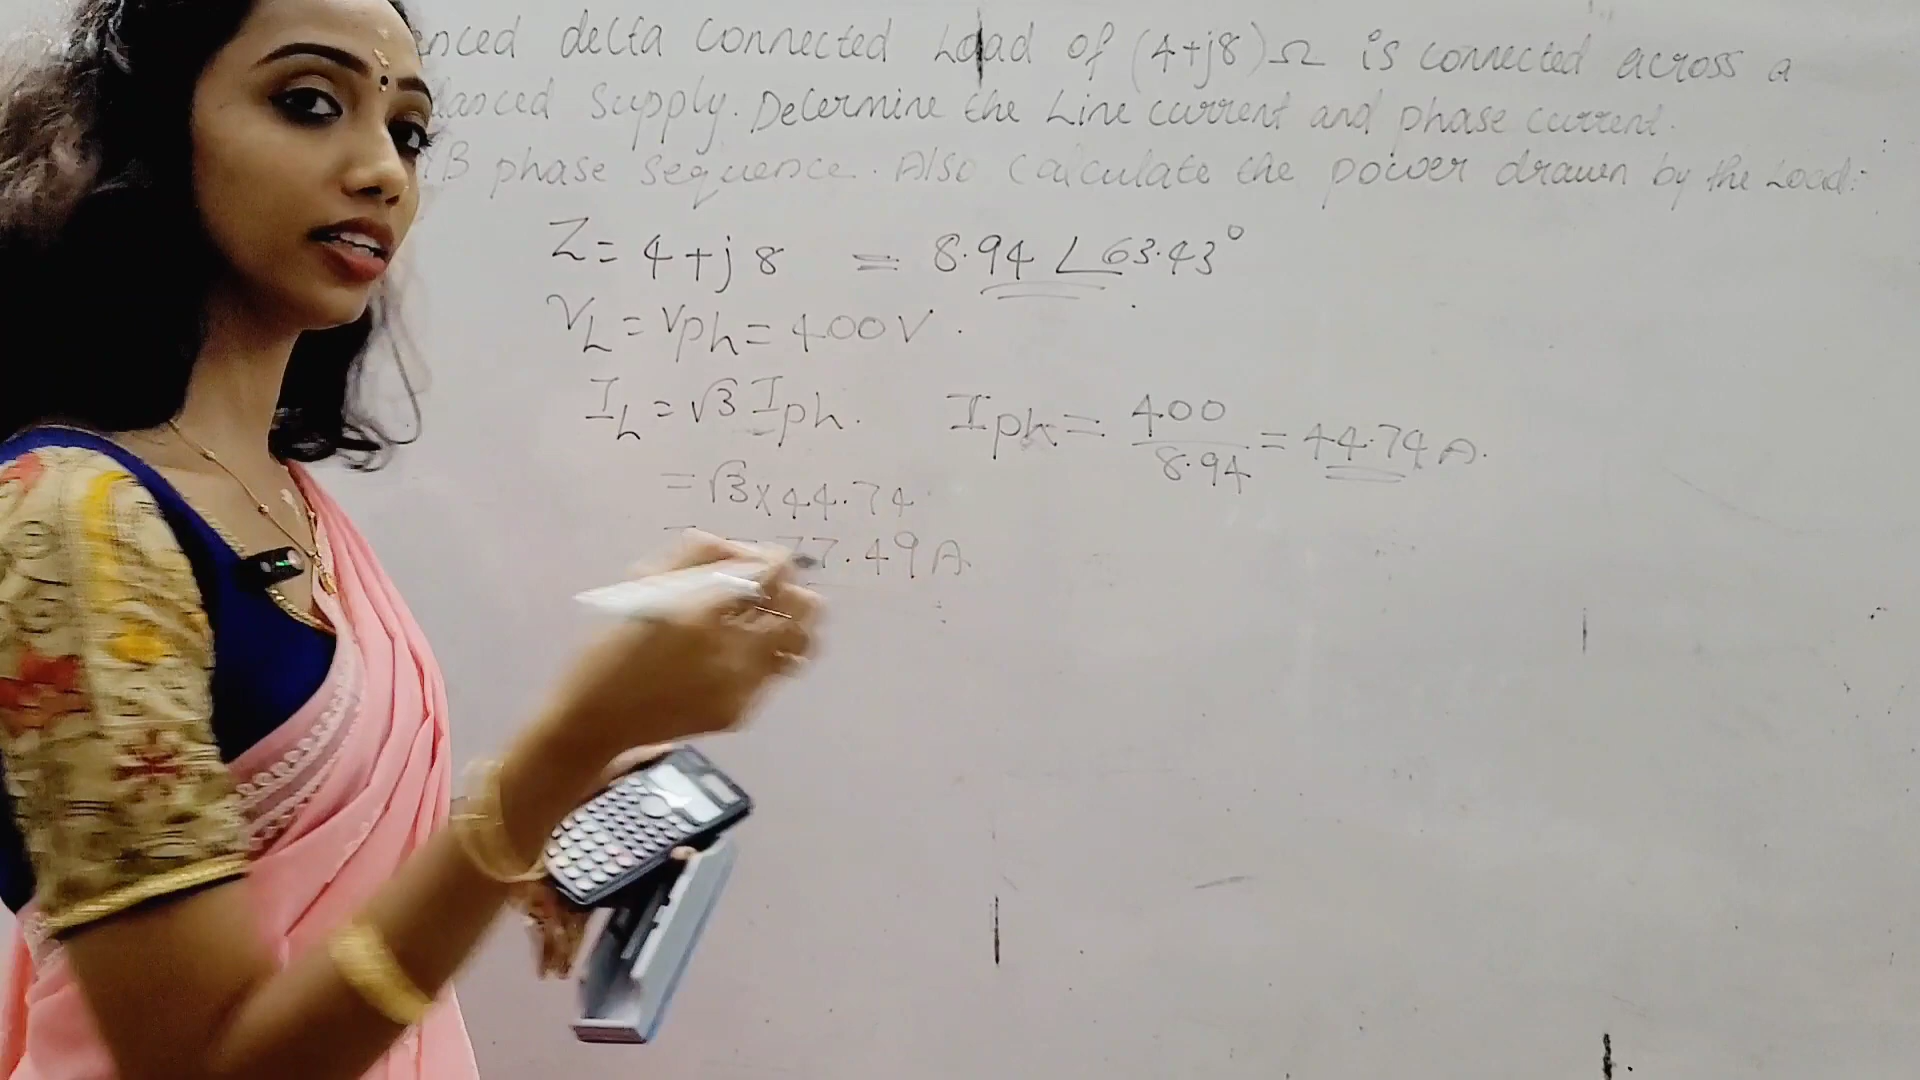 delta connected Load of (4+j8)Ω is connected across a
supply. Determine the Line current and phase current.
phase sequence. Also calculate the power drawn by the Load:-
Z = 4+j8 = 8.94 ∠63.43°
VL = Vph = 400V.
IL = √3 Iph. Iph = 400/8.94 = 44.74 A.
= √3 x 44.74
= 77.49 A.